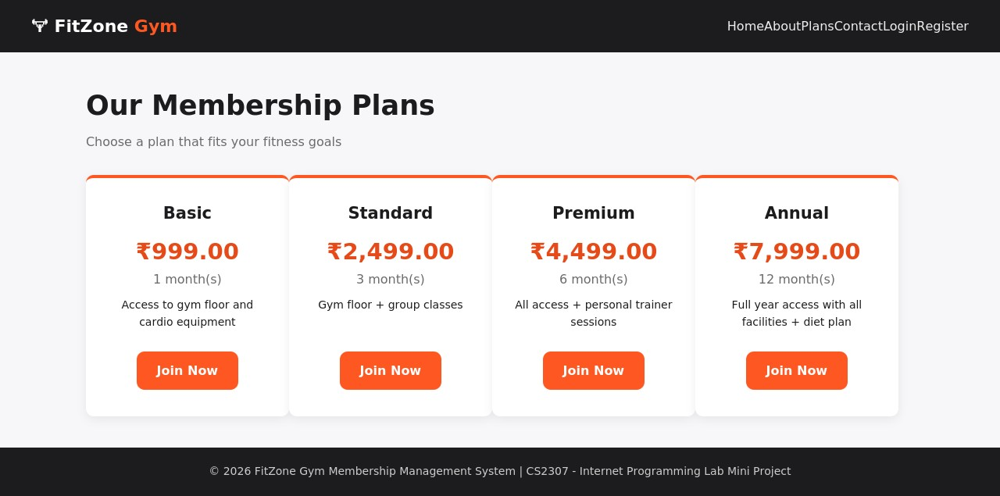 FitZone Gym
HomeAboutPlansContactLoginRegister
Our Membership Plans
Choose a plan that fits your fitness goals
Basic
₹999.00
1 month(s)
Access to gym floor and
cardio equipment
Join Now
Standard
₹2,499.00
3 month(s)
Gym floor + group classes
Join Now
Premium
₹4,499.00
6 month(s)
All access + personal trainer
sessions
Join Now
Annual
₹7,999.00
12 month(s)
Full year access with all
facilities + diet plan
Join Now
© 2026 FitZone Gym Membership Management System | CS2307 - Internet Programming Lab Mini Project